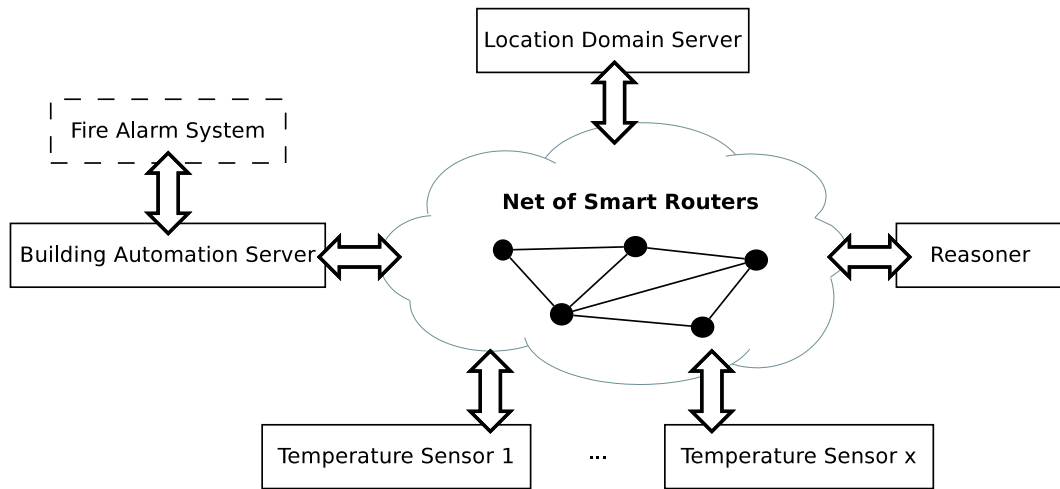 Location Domain Server
Fire Alarm System
Net of Smart Routers
Building Automation Server
Reasoner
Temperature Sensor 1
...
Temperature Sensor x